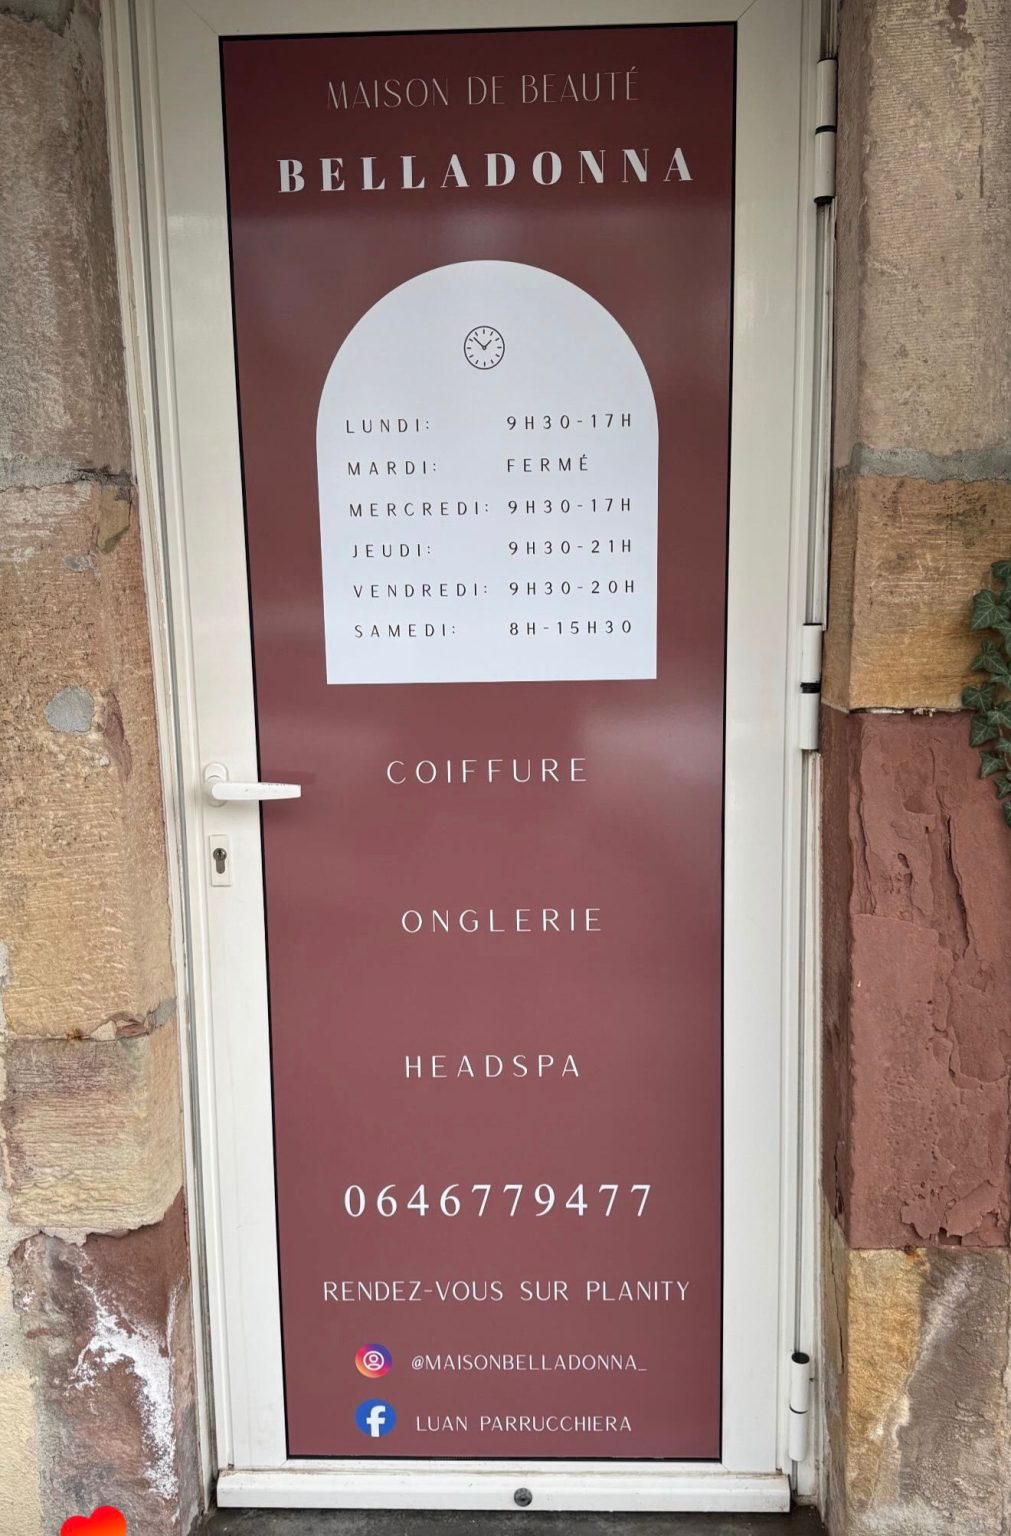 MAISON DE BEAUTÉ
BELLADONNA
LUNDI: 9H30-17H
MARDI: FERMÉ
MERCREDI: 9H30-17H
JEUDI: 9H30-21H
VENDREDI: 9H30-20H
SAMEDI: 8H-15H30
COIFFURE
ONGLERIE
HEADSPA
0646779477
RENDEZ-VOUS SUR PLANITY
@MAISONBELLADONNA_
LUAN PARRUCCHIERA